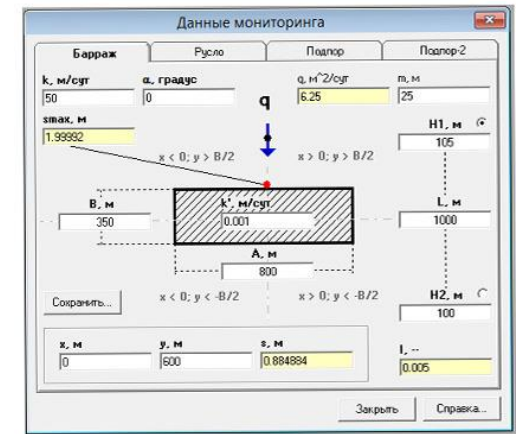 Данные мониторинга
Барраж Русло Подпор Подпор-2
k, м/сут α, градус q, м^2/сут m, м
50 0 6.25 25
q
smax, м H1, м
1.99992 105
x < 0; y > B/2 x > 0; y > B/2
B, м k', м/сут L, м
350 0.001 1000
A, м
800
Сохранить... x < 0; y < -B/2 x > 0; y < -B/2 H2, м
100
x, м y, м s, м I, --
0 600 0.884884 0.005
Закрыть Справка...